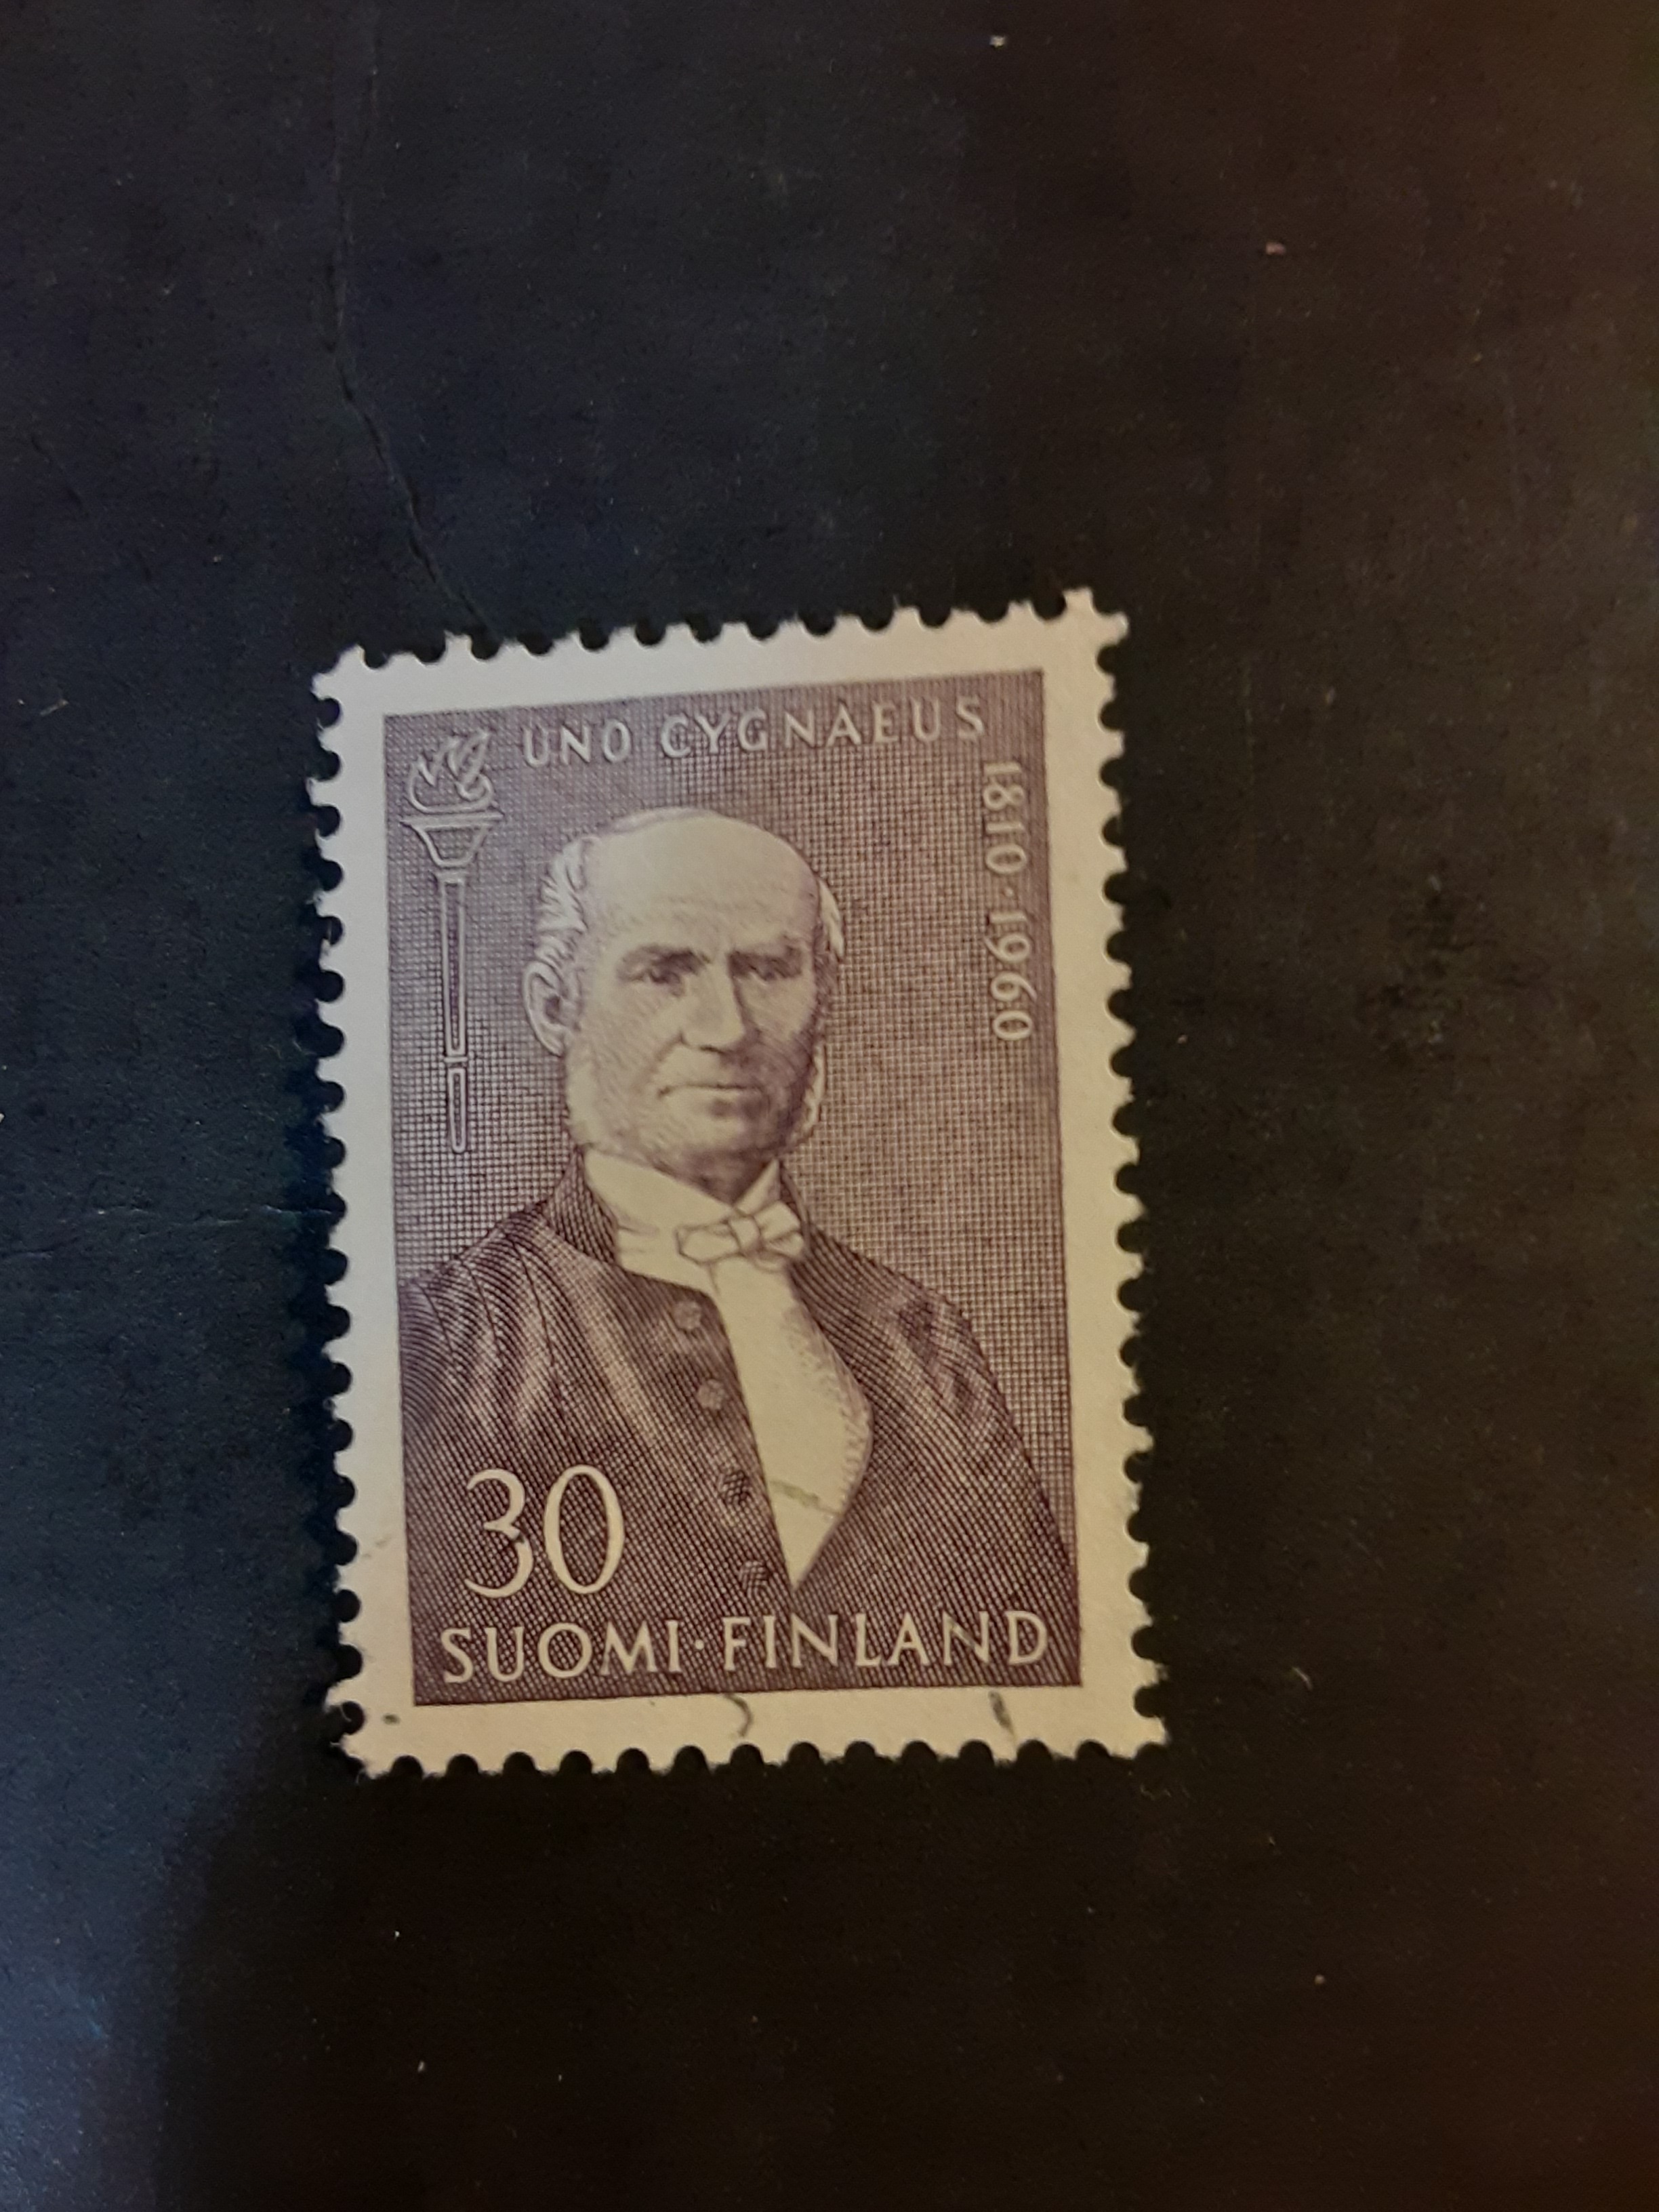 UNO CYGNAEUS
1810·1960
30
SUOMI·FINLAND